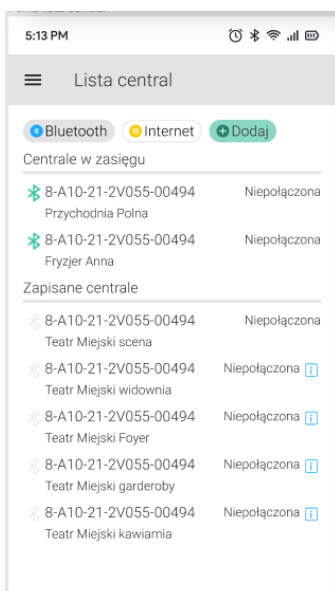 5:13 PM
Lista central
Bluetooth Internet Dodaj
Centrale w zasięgu
8-A10-21-2V055-00494 Niepołączona
Przychodnia Polna
8-A10-21-2V055-00494 Niepołączona
Fryzjer Anna
Zapisane centrale
8-A10-21-2V055-00494 Niepołączona
Teatr Miejski scena
8-A10-21-2V055-00494 Niepołączona i
Teatr Miejski widownia
8-A10-21-2V055-00494 Niepołączona i
Teatr Miejski Foyer
8-A10-21-2V055-00494 Niepołączona i
Teatr Miejski garderoby
8-A10-21-2V055-00494 Niepołączona i
Teatr Miejski kawiarnia